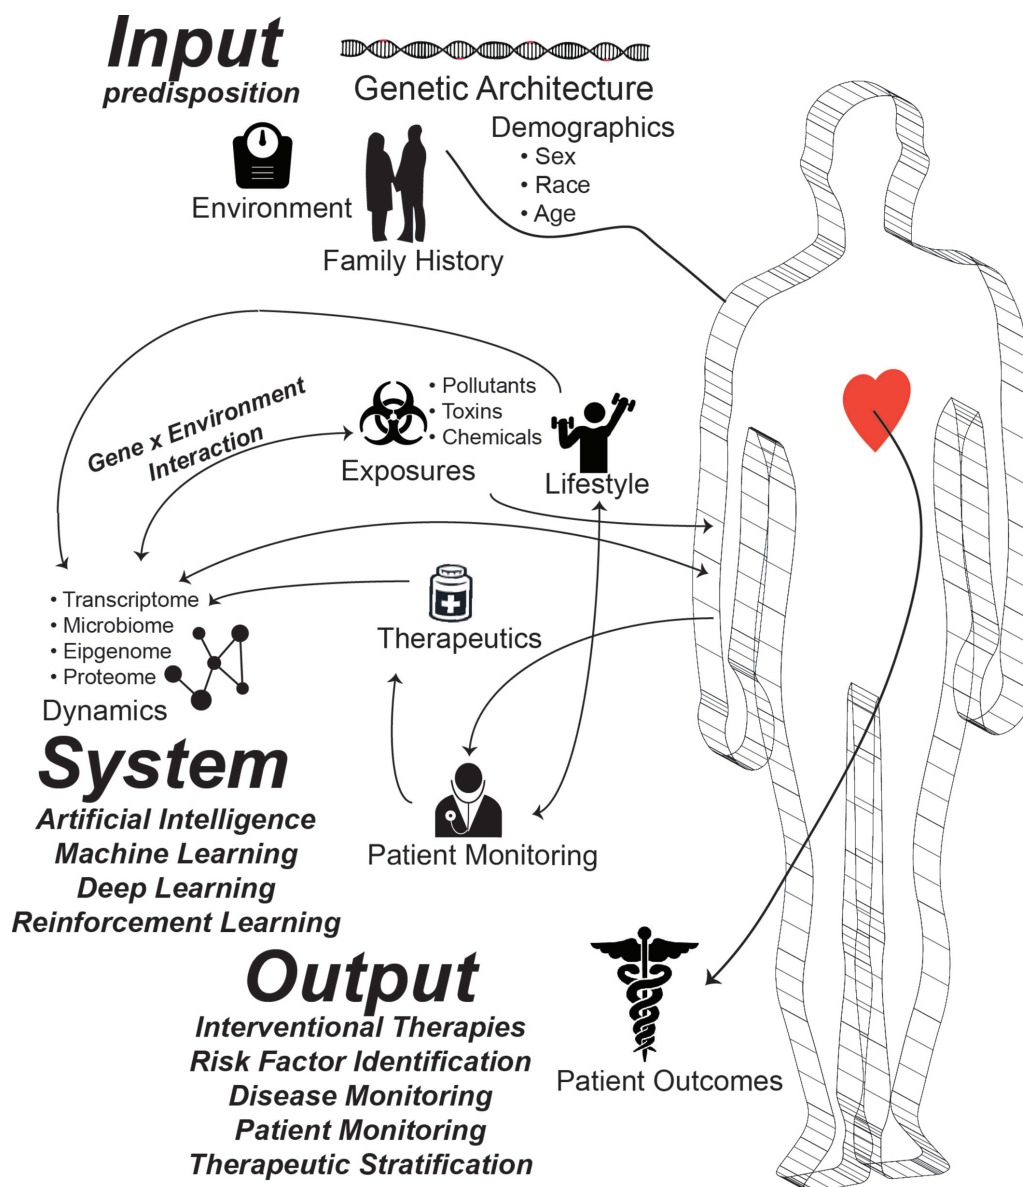 Input
predisposition
Genetic Architecture
Demographics
• Sex
• Race
• Age
Environment
Family History
Gene x Environment
Interaction
• Pollutants
• Toxins
• Chemicals
Exposures
Lifestyle
• Transcriptome
• Microbiome
• Eipgenome
• Proteome
Dynamics
Therapeutics
System
Artificial Intelligence
Machine Learning
Deep Learning
Reinforcement Learning
Patient Monitoring
Output
Interventional Therapies
Risk Factor Identification
Disease Monitoring
Patient Monitoring
Therapeutic Stratification
Patient Outcomes